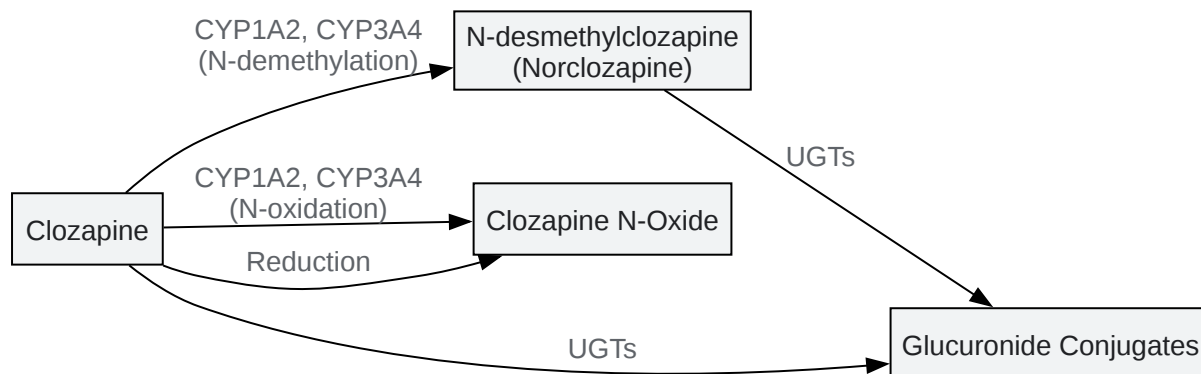 CYP1A2, CYP3A4
(N-demethylation)
N-desmethylclozapine
(Norclozapine)
UGTs
CYP1A2, CYP3A4
(N-oxidation)
Clozapine
Clozapine N-Oxide
Reduction
UGTs
Glucuronide Conjugates